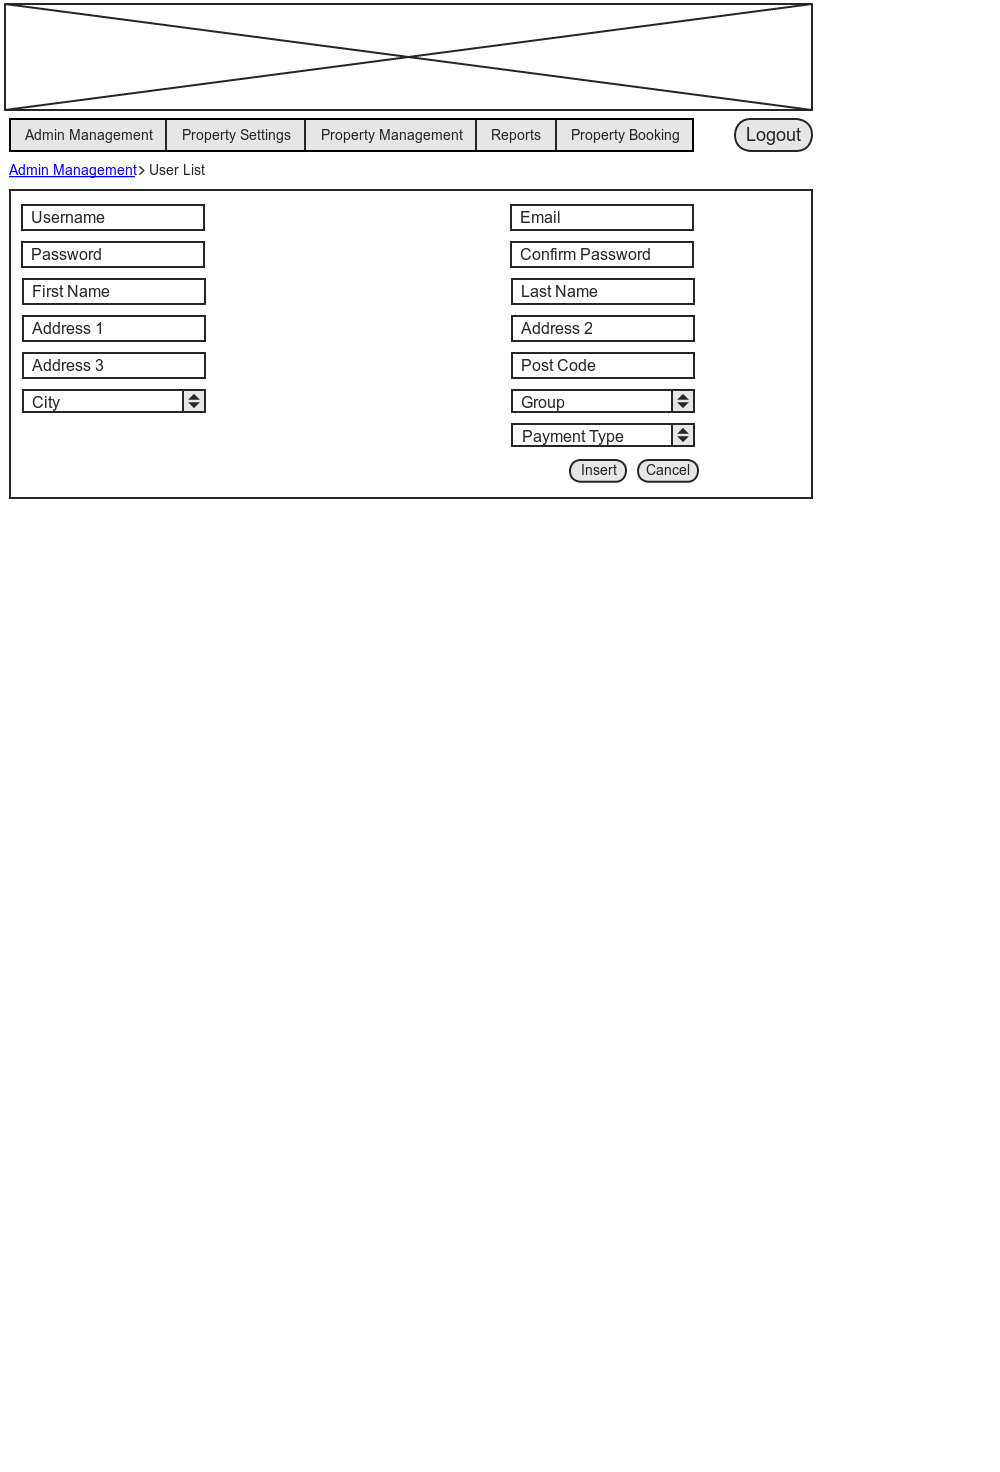 Admin Management Property Settings Property Management Reports Property Booking Logout
Admin Management> User List
Username Email
Password Confirm Password
First Name Last Name
Address 1 Address 2
Address 3 Post Code
City Group
Payment Type
Insert Cancel